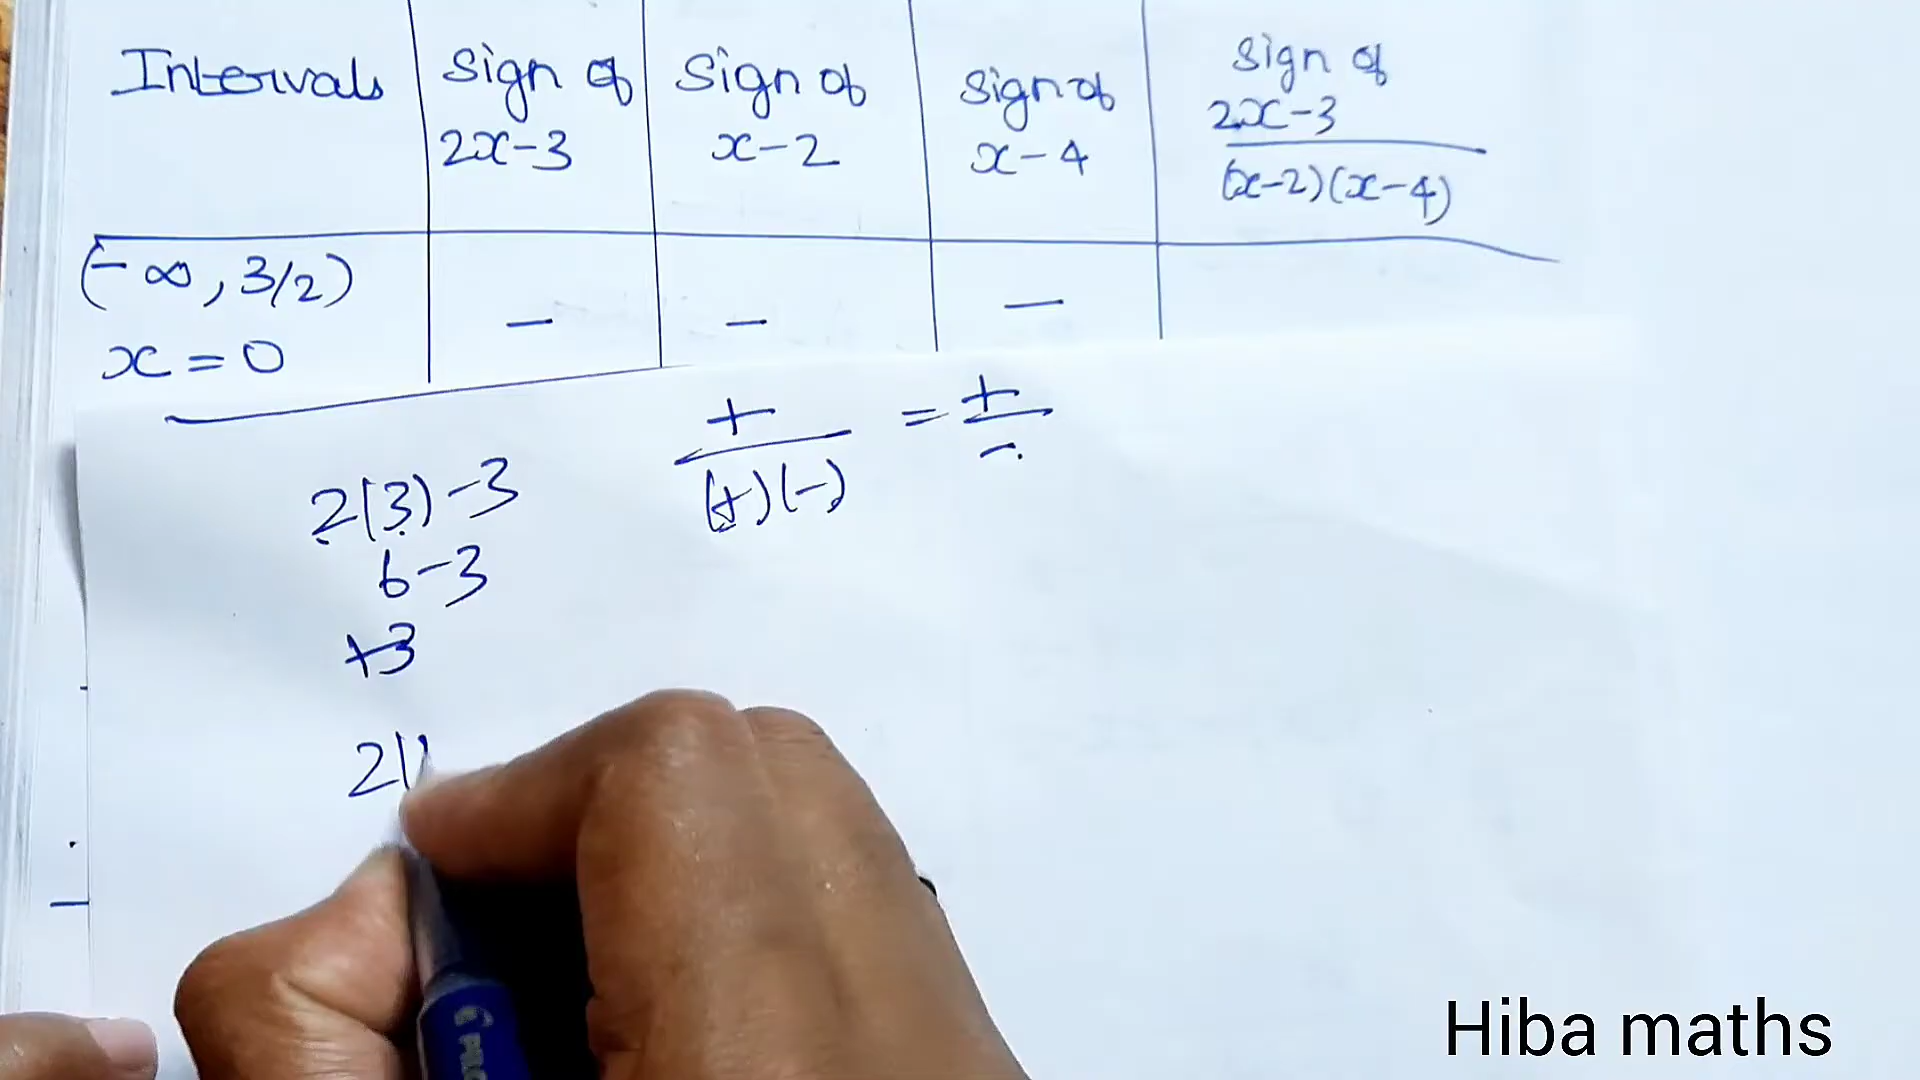 Intervals
Sign of
2x-3
Sign of
x-2
Sign of
x-4
Sign of
2x-3
(x-2)(x-4)
(-∞, 3/2)
x = 0
—
—
—
2(3)-3
6-3
+3
+
(+)(-)
= +
-
Hiba maths